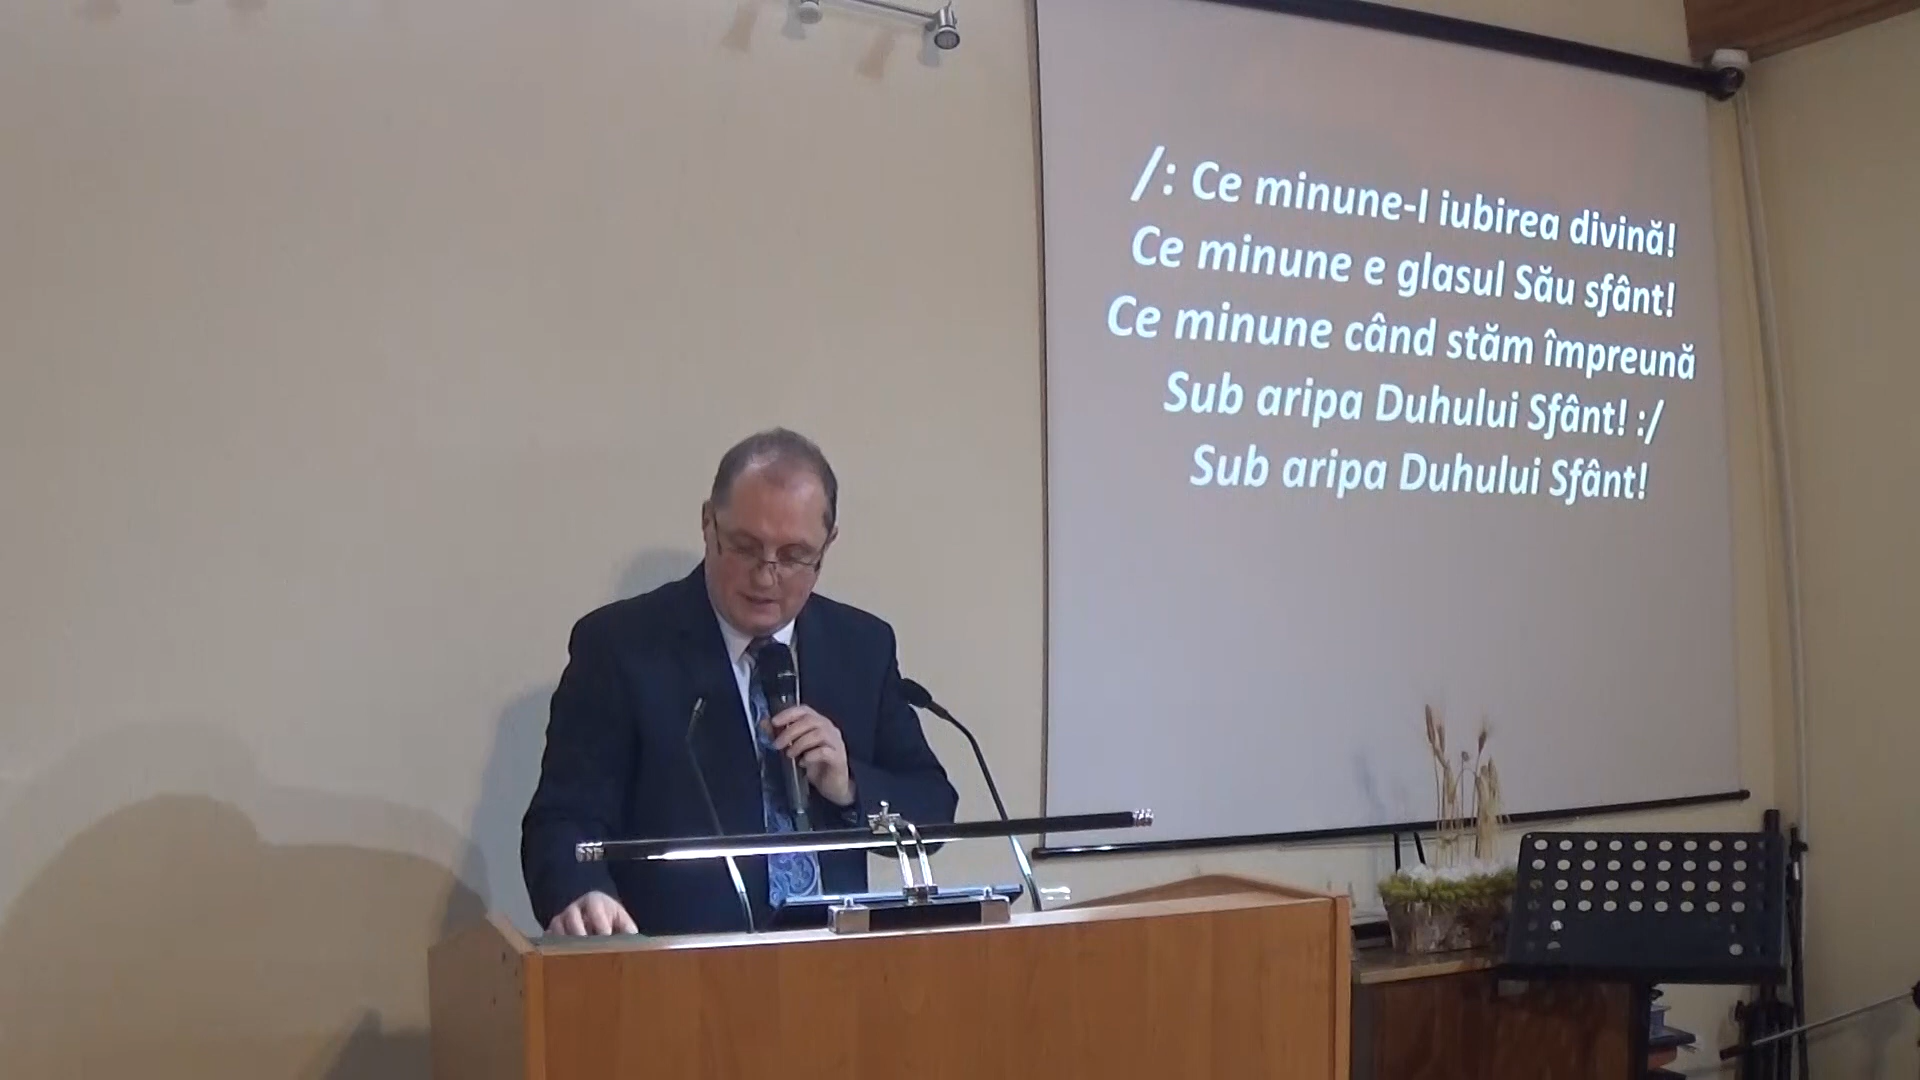 /: Ce minune-I iubirea divină!
Ce minune e glasul Său sfânt!
Ce minune când stăm împreună
Sub aripa Duhului Sfânt! :/
Sub aripa Duhului Sfânt!